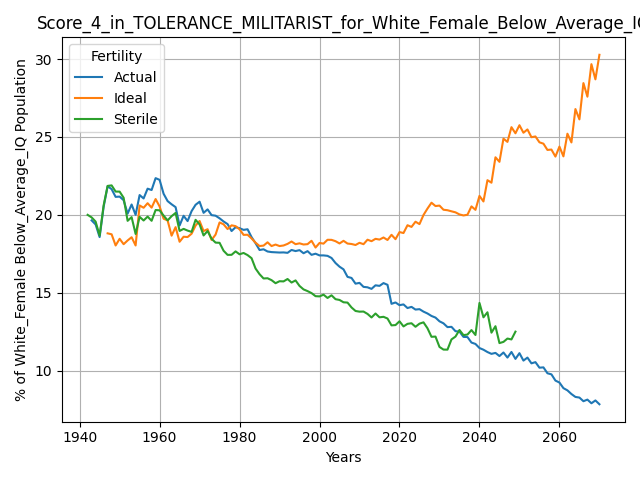 Score_4_in_TOLERANCE_MILITARIST_for_White_Female_Below_Average_IQ
Fertility
Actual
Ideal
Sterile
% of White_Female Below_Average_IQ Population
30
25
20
15
10
1940
1960
1980
2000
2020
2040
2060
Years